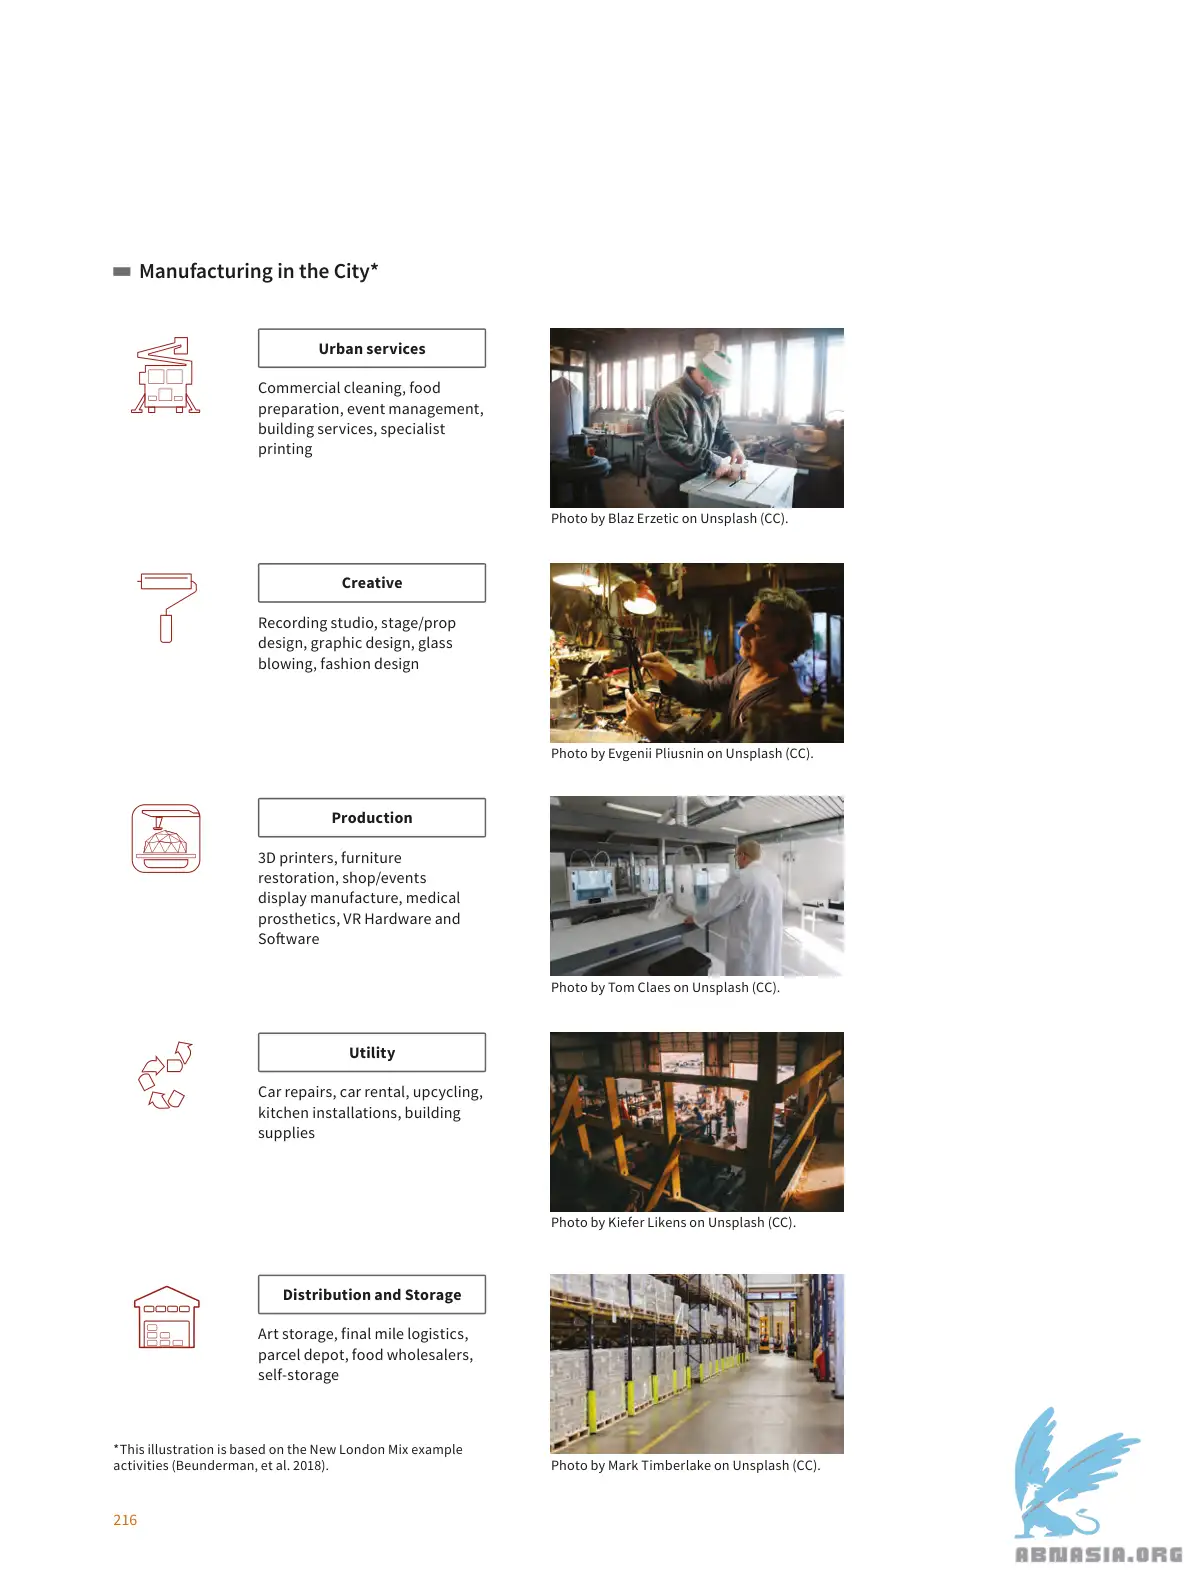 Manufacturing in the City*
Urban services
Commercial cleaning, food
preparation, event management,
building services, specialist
printing
Photo by Blaz Erzetic on Unsplash (CC).
Creative
Recording studio, stage/prop
design, graphic design, glass
blowing, fashion design
Photo by Evgenii Pliusnin on Unsplash (CC).
Production
3D printers, furniture
restoration, shop/events
display manufacture, medical
prosthetics, VR Hardware and
Software
Photo by Tom Claes on Unsplash (CC).
Utility
Car repairs, car rental, upcycling,
kitchen installations, building
supplies
Photo by Kiefer Likens on Unsplash (CC).
Distribution and Storage
Art storage, final mile logistics,
parcel depot, food wholesalers,
self-storage
*This illustration is based on the New London Mix example
activities (Beunderman, et al. 2018).
Photo by Mark Timberlake on Unsplash (CC).
216
ABNASIA.ORG